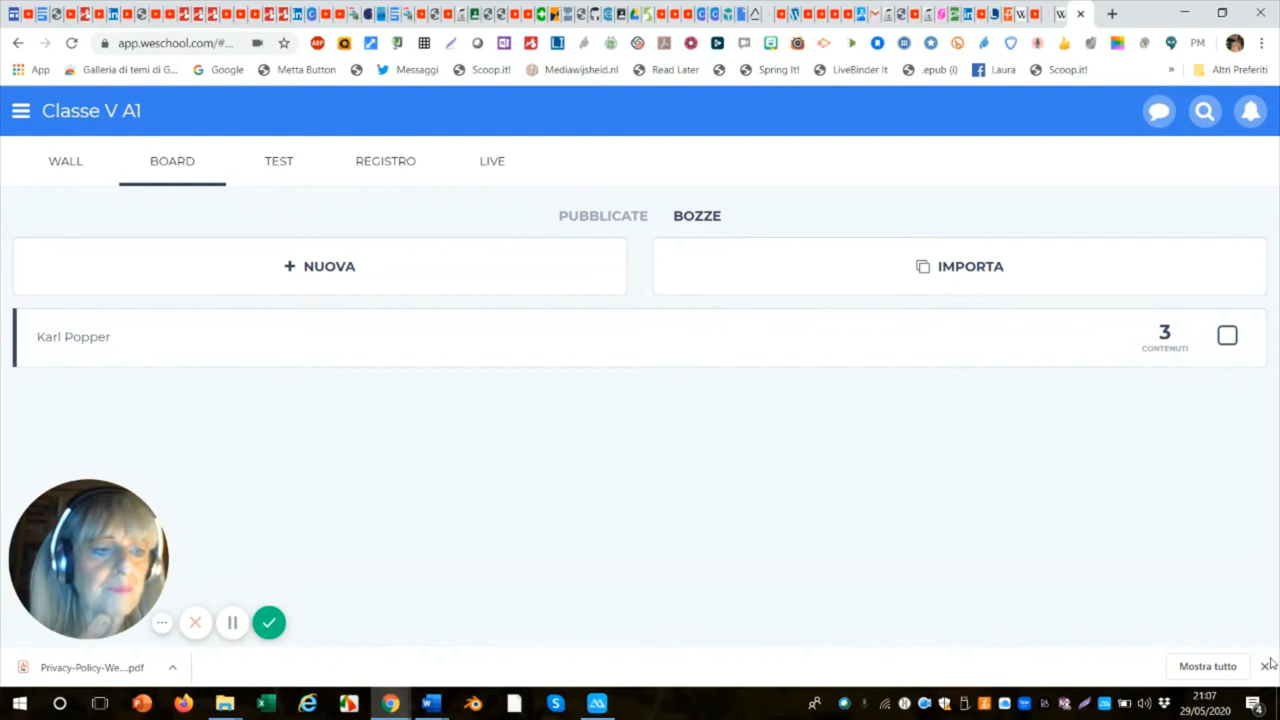 app.weschool.com/#...
PM
App
Galleria di temi di G...
Google
Metta Button
Messaggi
Scoop.it!
Mediawijsheid.nl
Read Later
Spring It!
LiveBinder It
.epub (i)
Laura
Scoop.it!
»
Altri Preferiti
Classe V A1
WALL
BOARD
TEST
REGISTRO
LIVE
PUBBLICATE
BOZZE
+ NUOVA
IMPORTA
Karl Popper
3
CONTENUTI
Privacy-Policy-We....pdf
Mostra tutto
21:07
29/05/2020